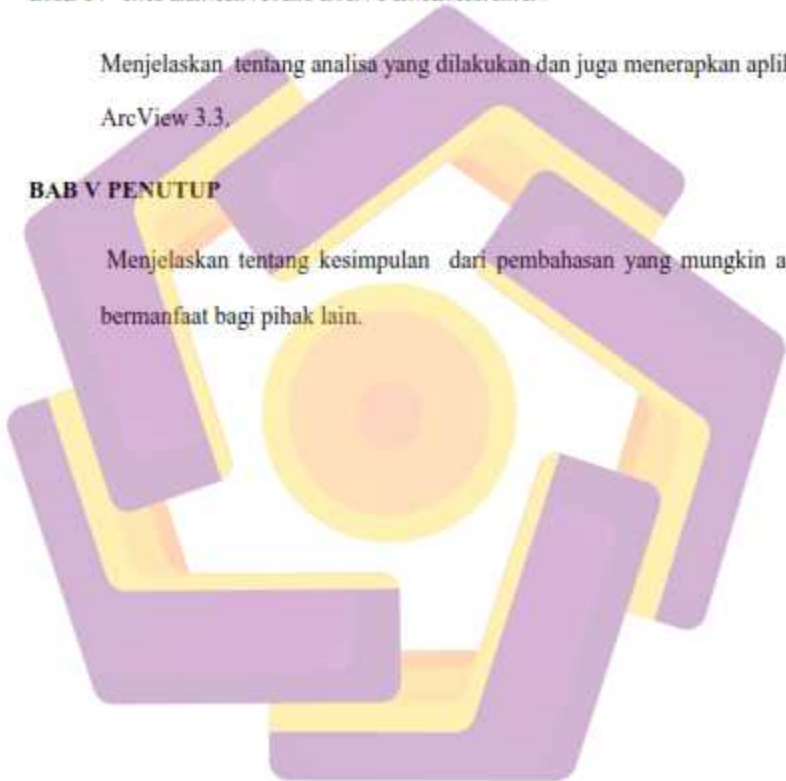 Menjelaskan tentang analisa yang dilakukan dan juga menerapkan
ArcView 3.3.
BAB V PENUTUP
Menjelaskan tentang kesimpulan dari pembahasan yang mungkin
bermanfaat bagi pihak lain.